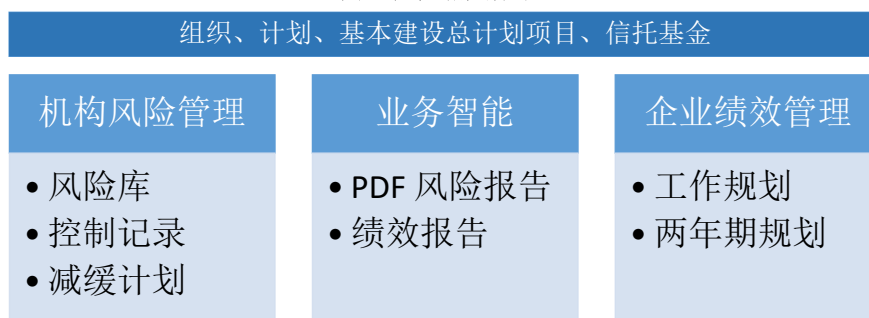 组织、计划、基本建设总计划项目、信托基金
机构风险管理
• 风险库
• 控制记录
• 减缓计划
业务智能
• PDF 风险报告
• 绩效报告
企业绩效管理
• 工作规划
• 两年期规划